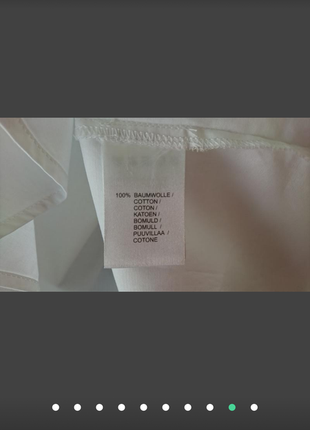 100% BAUMWOLLE /
COTTON /
COTON /
KATOEN /
BOMULD /
BOMULL /
PUUVILLAA /
COTONE